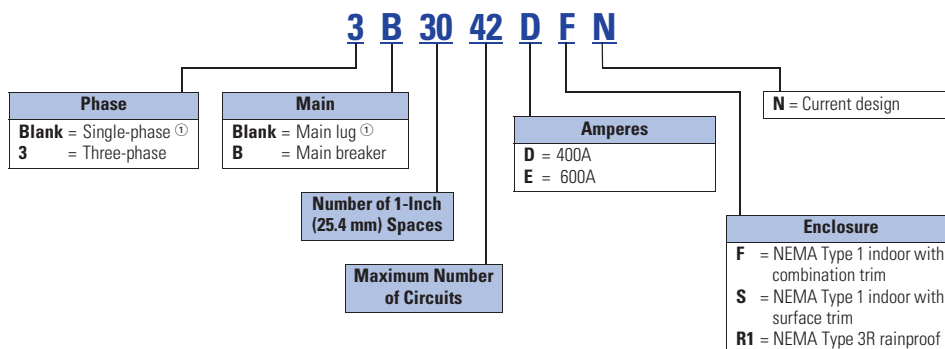 3 B 30 42 D F N
Phase
Blank = Single-phase ①
3 = Three-phase
Main
Blank = Main lug ①
B = Main breaker
Number of 1-Inch
(25.4 mm) Spaces
Maximum Number
of Circuits
Amperes
D = 400A
E = 600A
N = Current design
Enclosure
F = NEMA Type 1 indoor with
combination trim
S = NEMA Type 1 indoor with
surface trim
R1 = NEMA Type 3R rainproof